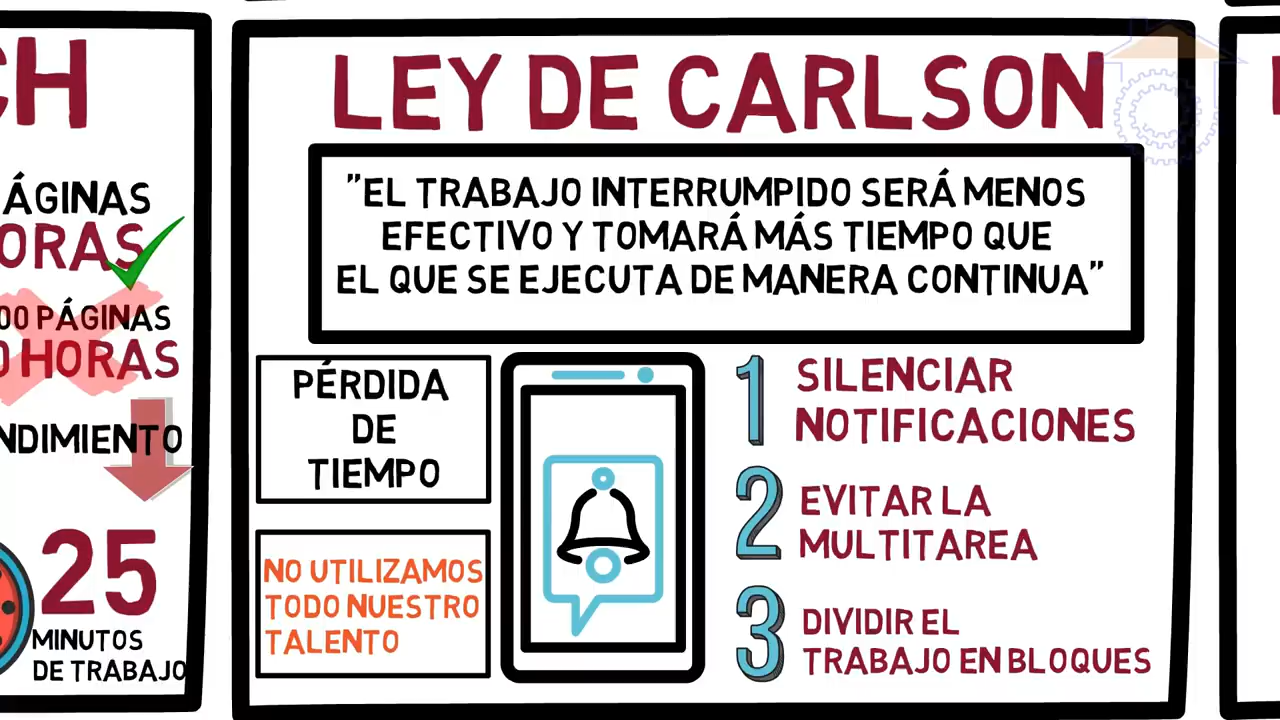 CH
ÁGINAS
ORAS
00 PÁGINAS
0 HORAS
NDIMIENTO
25
MINUTOS
DE TRABAJO
LEY DE CARLSON
"EL TRABAJO INTERRUMPIDO SERÁ MENOS
EFECTIVO Y TOMARÁ MÁS TIEMPO QUE
EL QUE SE EJECUTA DE MANERA CONTINUA"
PÉRDIDA
DE
TIEMPO
NO UTILIZAMOS
TODO NUESTRO
TALENTO
1 SILENCIAR
NOTIFICACIONES
2 EVITAR LA
MULTITAREA
3 DIVIDIR EL
TRABAJO EN BLOQUES